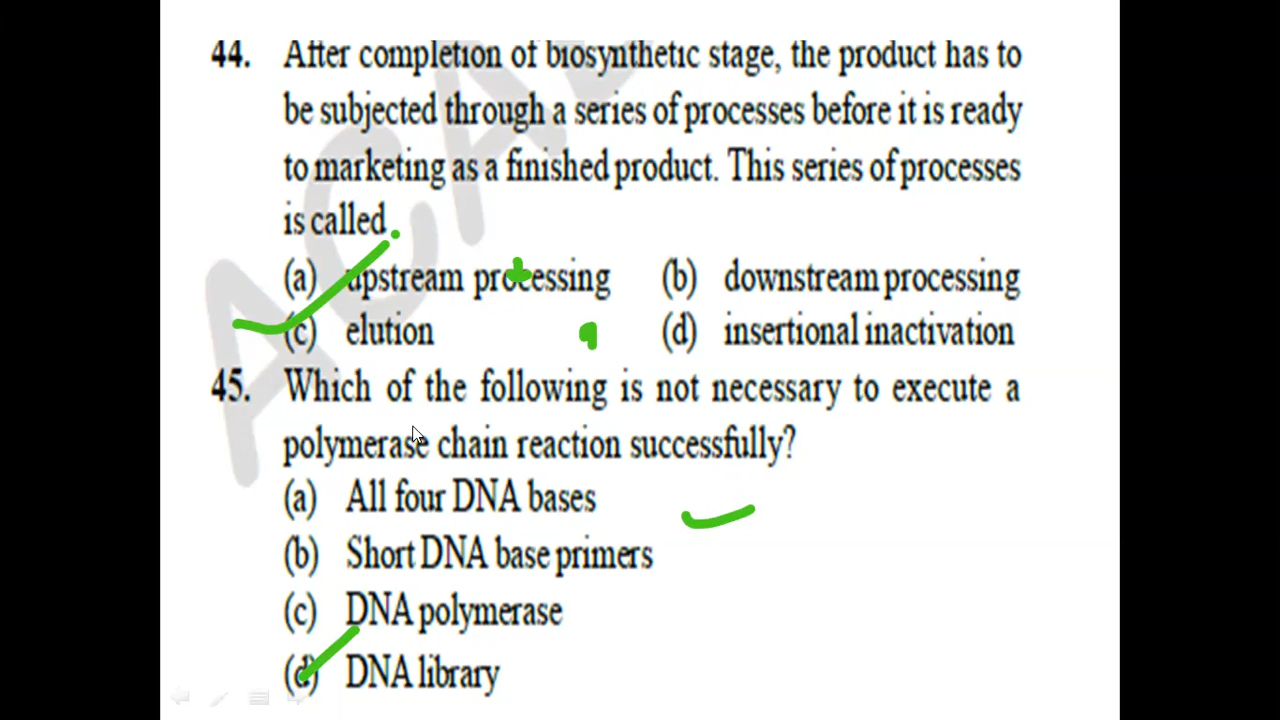 44. After completion of biosynthetic stage, the product has to
be subjected through a series of processes before it is ready
to marketing as a finished product. This series of processes
is called.
(a) upstream processing (b) downstream processing
(c) elution (d) insertional inactivation
45. Which of the following is not necessary to execute a
polymerase chain reaction successfully?
(a) All four DNA bases
(b) Short DNA base primers
(c) DNA polymerase
(d) DNA library